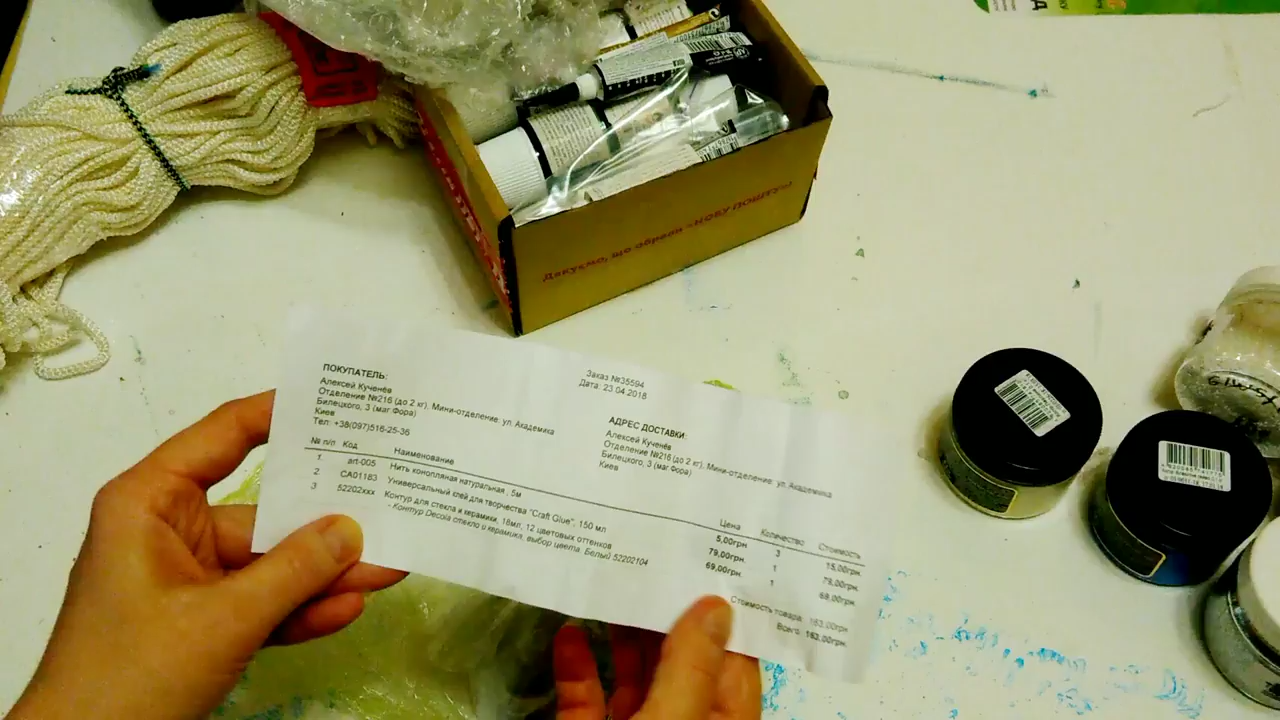 Дякуємо, що обрали «НОВУ ПОШТУ»
ПОКУПАТЕЛЬ:
Алексей Кученёв
Отделение №216 (до 2 кг). Мини-отделение: ул. Академика
Билецкого, 3 (маг.Фора)
Киев
Тел: +38(097)516-25-36
Заказ №35594
Дата: 23.04.2018
АДРЕС ДОСТАВКИ:
Алексей Кученёв
Отделение №216 (до 2 кг). Мини-отделение: ул. Академика
Билецкого, 3 (маг.Фора)
Киев
№ п/п Код Наименование Цена Количество Стоимость
1. art-005 Нить конопляная натуральная, 5м 5,00грн. 3 15,00грн.
2 CA01183 Универсальный клей для творчества "Craft Glue", 150 мл 79,00грн. 1 79,00грн.
3 52202xxx Контур для стекла и керамики, 18мл, 12 цветовых оттенков 69,00грн. 1 69,00грн.
- Контур Decola стекло и керамика, выбор цвета: Белый 52202104
Стоимость товара: 163,00грн.
Всего: 163,00грн.